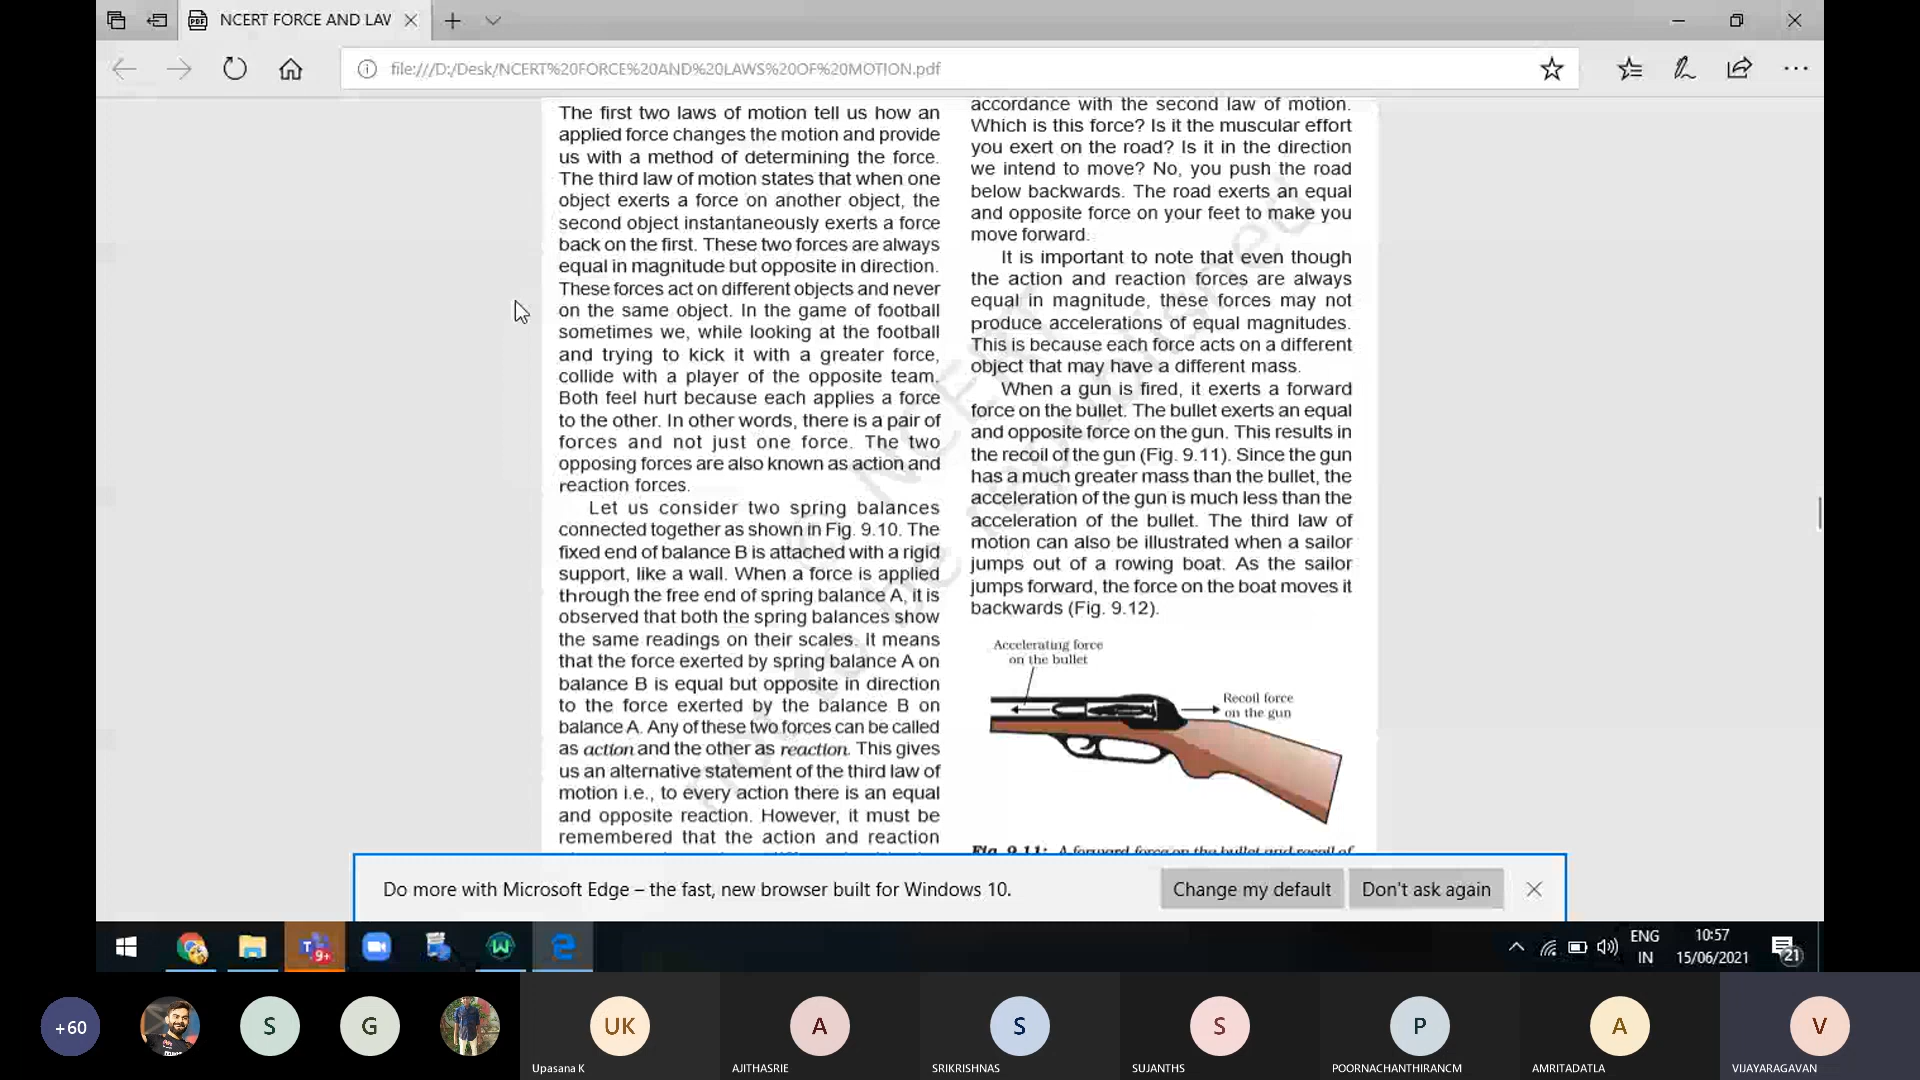 NCERT FORCE AND LAV
file:///D:/Desk/NCERT%20FORCE%20AND%20LAWS%20OF%20MOTION.pdf
The first two laws of motion tell us how an
applied force changes the motion and provide
us with a method of determining the force.
The third law of motion states that when one
object exerts a force on another object, the
second object instantaneously exerts a force
back on the first. These two forces are always
equal in magnitude but opposite in direction.
These forces act on different objects and never
on the same object. In the game of football
sometimes we, while looking at the football
and trying to kick it with a greater force,
collide with a player of the opposite team.
Both feel hurt because each applies a force
to the other. In other words, there is a pair of
forces and not just one force. The two
opposing forces are also known as action and
reaction forces.
Let us consider two spring balances
connected together as shown in Fig. 9.10. The
fixed end of balance B is attached with a rigid
support, like a wall. When a force is applied
through the free end of spring balance A, it is
observed that both the spring balances show
the same readings on their scales. It means
that the force exerted by spring balance A on
balance B is equal but opposite in direction
to the force exerted by the balance B on
balance A. Any of these two forces can be called
as action and the other as reaction. This gives
us an alternative statement of the third law of
motion i.e., to every action there is an equal
and opposite reaction. However, it must be
remembered that the action and reaction
accordance with the second law of motion.
Which is this force? Is it the muscular effort
you exert on the road? Is it in the direction
we intend to move? No, you push the road
below backwards. The road exerts an equal
and opposite force on your feet to make you
move forward.
It is important to note that even though
the action and reaction forces are always
equal in magnitude, these forces may not
produce accelerations of equal magnitudes.
This is because each force acts on a different
object that may have a different mass.
When a gun is fired, it exerts a forward
force on the bullet. The bullet exerts an equal
and opposite force on the gun. This results in
the recoil of the gun (Fig. 9.11). Since the gun
has a much greater mass than the bullet, the
acceleration of the gun is much less than the
acceleration of the bullet. The third law of
motion can also be illustrated when a sailor
jumps out of a rowing boat. As the sailor
jumps forward, the force on the boat moves it
backwards (Fig. 9.12).
Accelerating force
on the bullet
Recoil force
on the gun
Fig. 9.11: A forward force on the bullet and recoil of
© NCERT
not to be republished
Do more with Microsoft Edge – the fast, new browser built for Windows 10.
Change my default
Don't ask again
9+
ENG
IN
10:57
15/06/2021
21
+60
S
G
UK
A
S
S
P
A
V
Upasana K
AJITHASRIE
SRIKRISHNAS
SUJANTHS
POORNACHANTHIRANCM
AMRITADATLA
VIJAYARAGAVAN